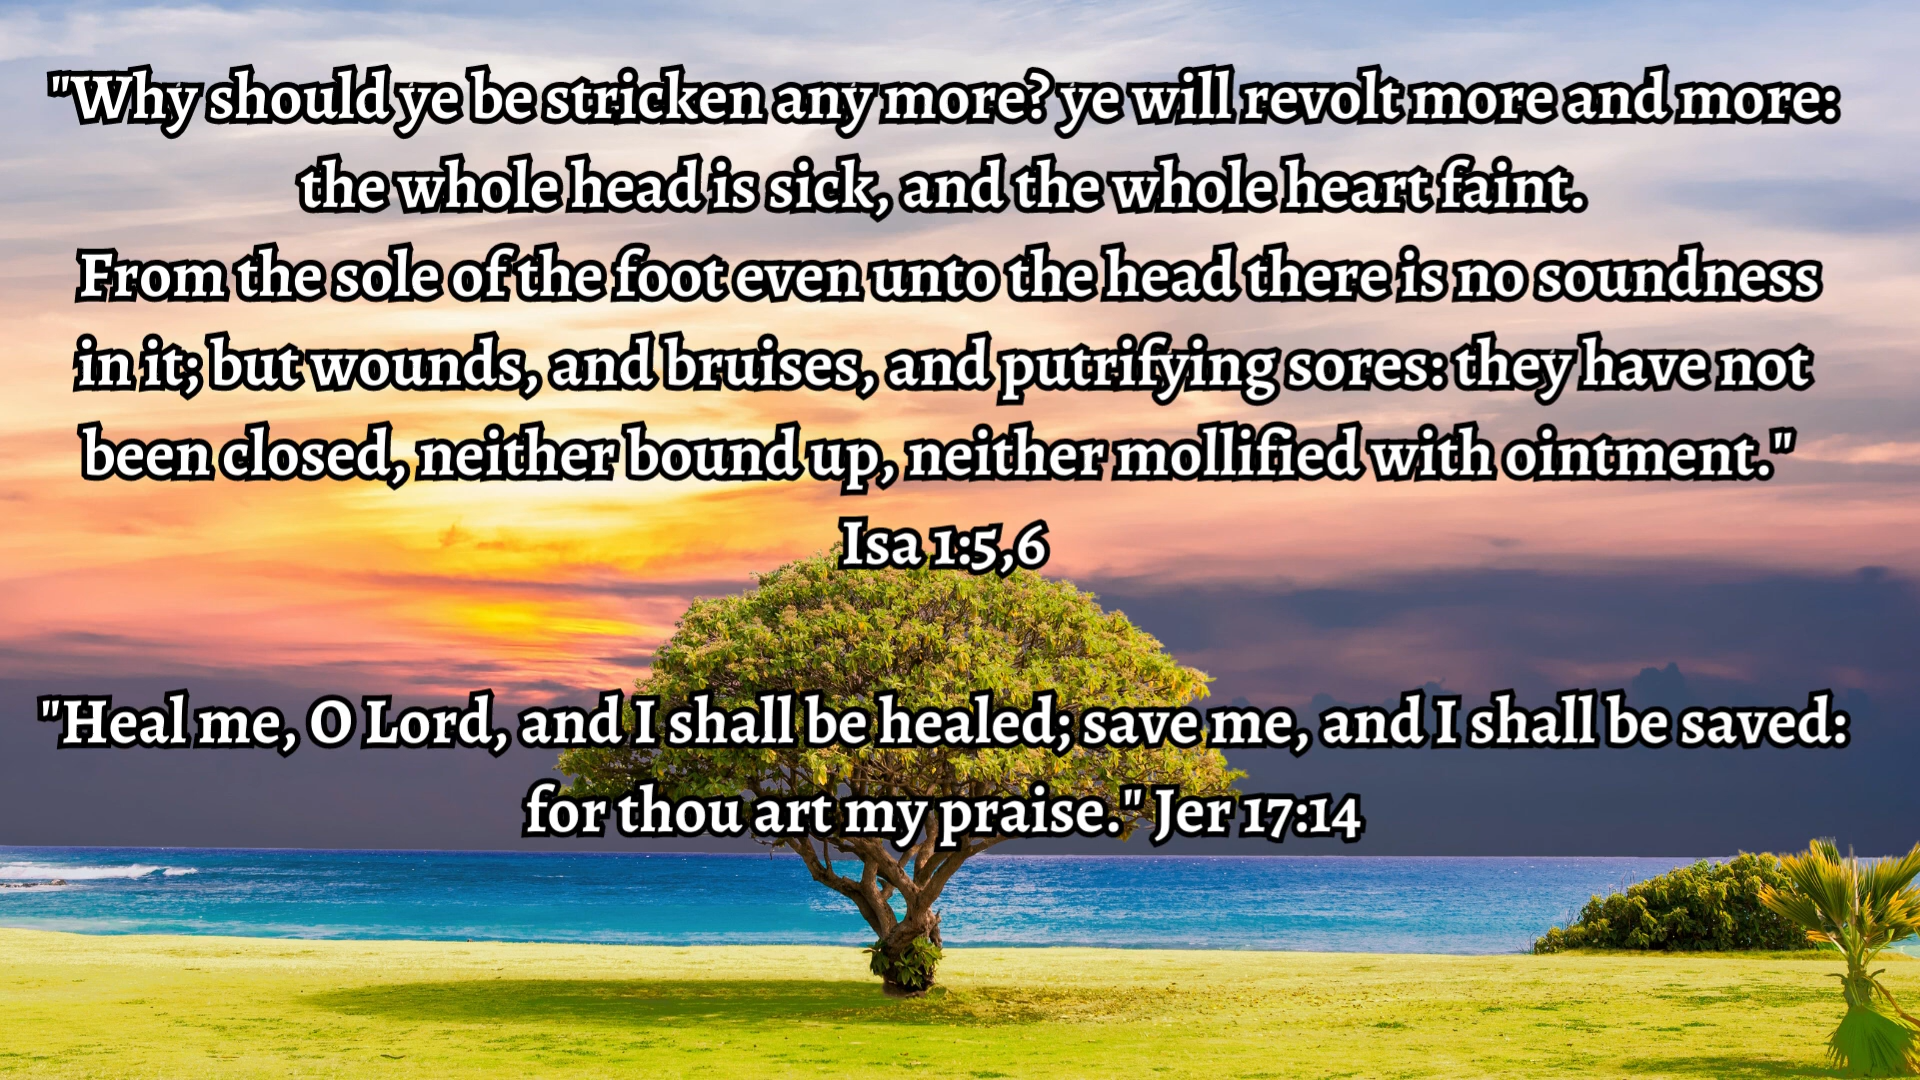 "Why should ye be stricken any more? ye will revolt more and more:
the whole head is sick, and the whole heart faint.
From the sole of the foot even unto the head there is no soundness
in it; but wounds, and bruises, and putrifying sores: they have not
been closed, neither bound up, neither mollified with ointment."
Isa 1:5,6
"Heal me, O Lord, and I shall be healed; save me, and I shall be saved:
for thou art my praise." Jer 17:14